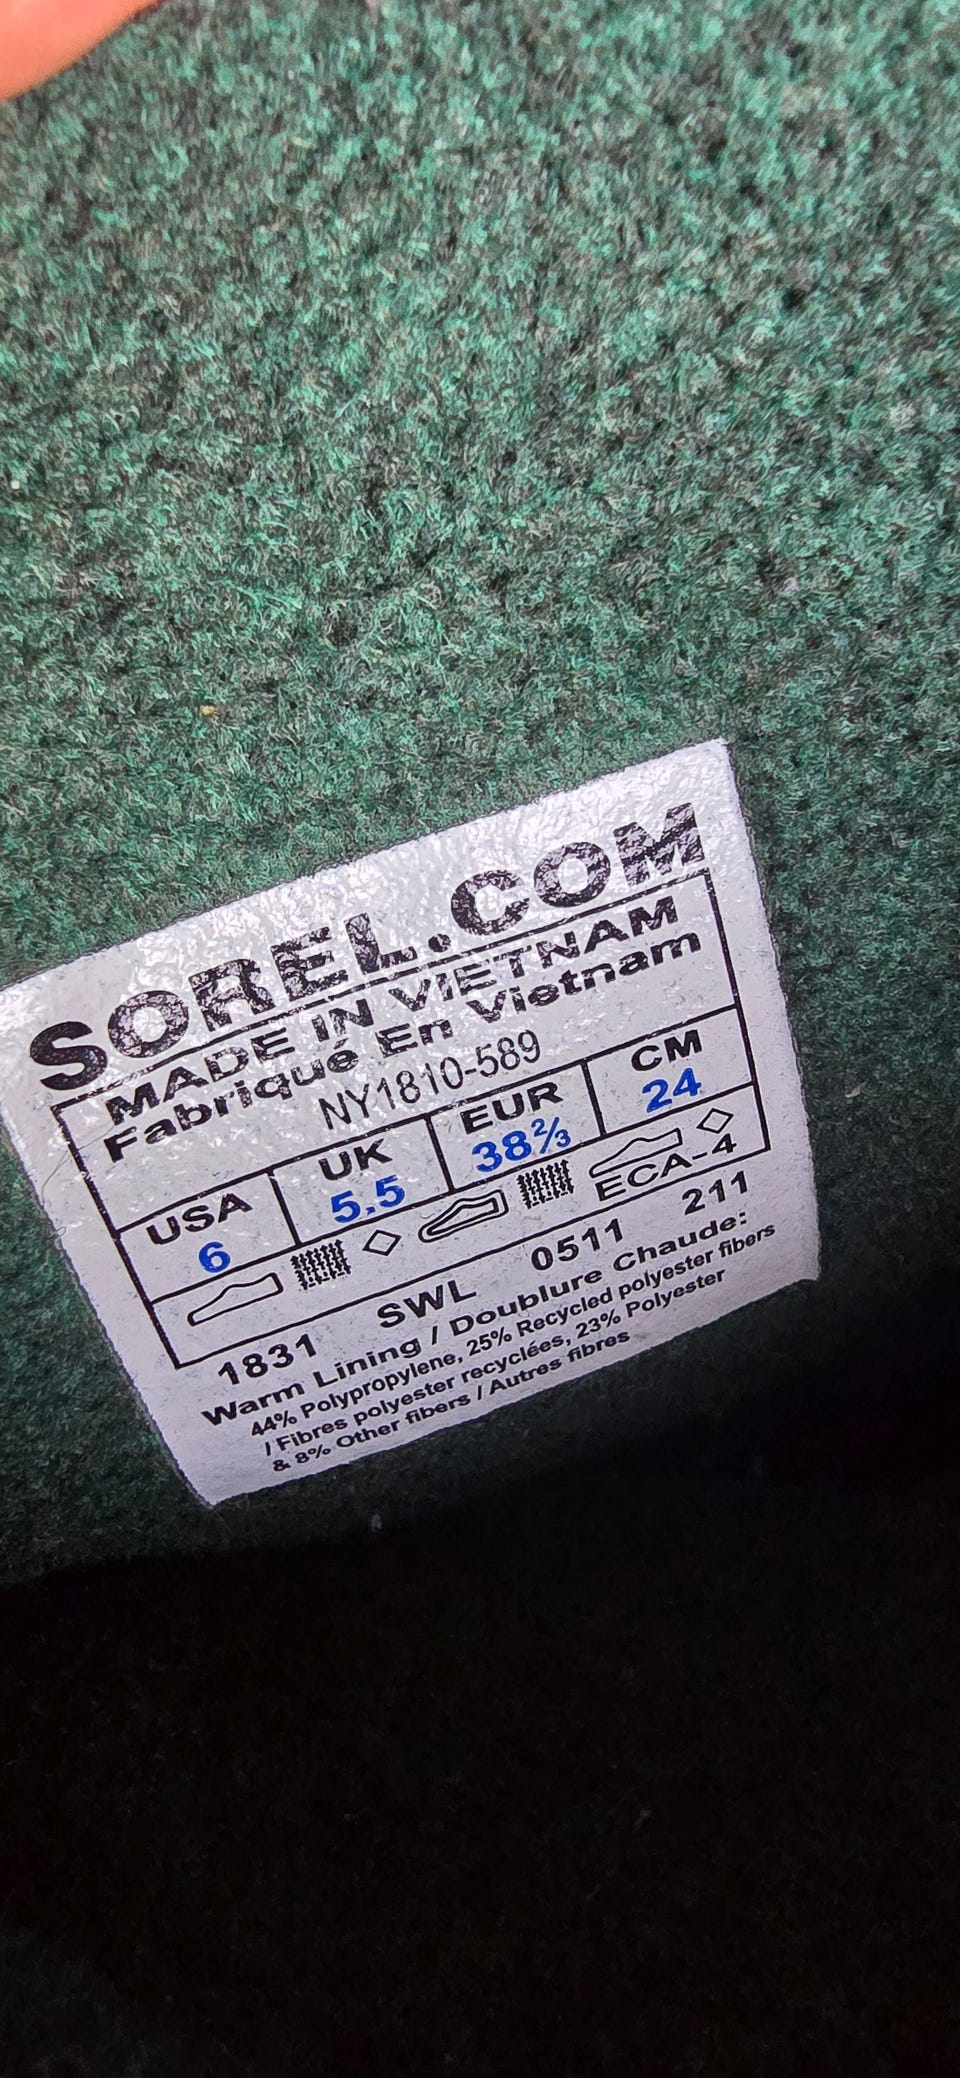 SOREL.COM
MADE IN VIETNAM
Fabriqué En Vietnam
NY1810-589
USA UK EUR CM
6 5.5 38⅔ 24
ECA-4
1831 SWL 0511 211
Warm Lining / Doublure Chaude:
44% Polypropylene, 25% Recycled polyester fibers
/ Fibres polyester recyclées, 23% Polyester
& 8% Other fibers / Autres fibres